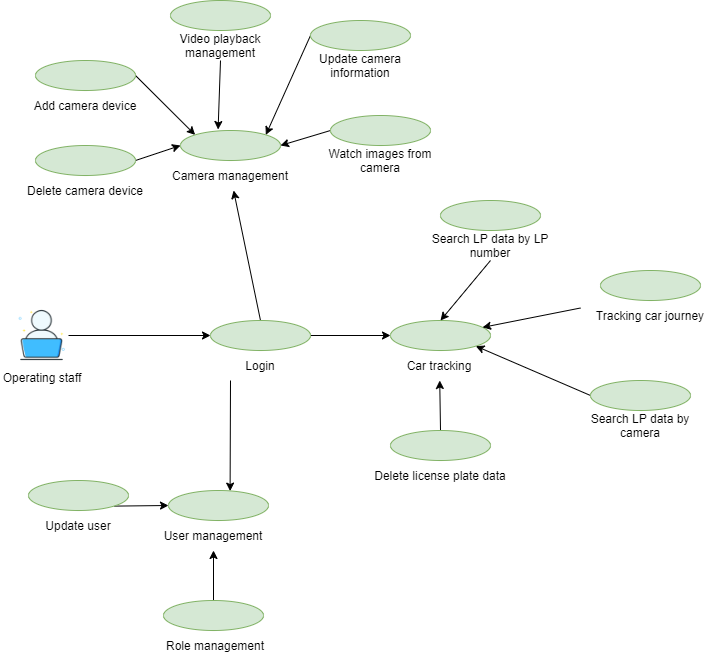 Video playback
management
Update camera
information
Add camera device
Watch images from
camera
Camera management
Delete camera device
Search LP data by LP
number
Tracking car journey
Operating staff
Login
Car tracking
Search LP data by
camera
Delete license plate data
Update user
User management
Role management